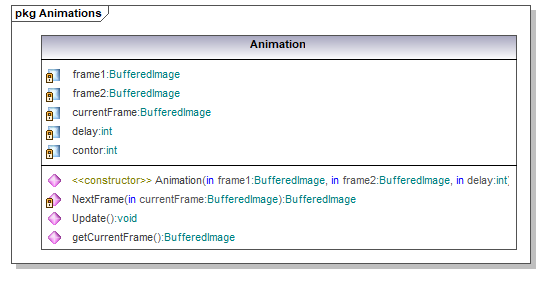 pkg Animations
Animation
frame1:BufferedImage
frame2:BufferedImage
currentFrame:BufferedImage
delay:int
contor:int
<<constructor>> Animation(in frame1:BufferedImage, in frame2:BufferedImage, in delay:int)
NextFrame(in currentFrame:BufferedImage):BufferedImage
Update():void
getCurrentFrame():BufferedImage